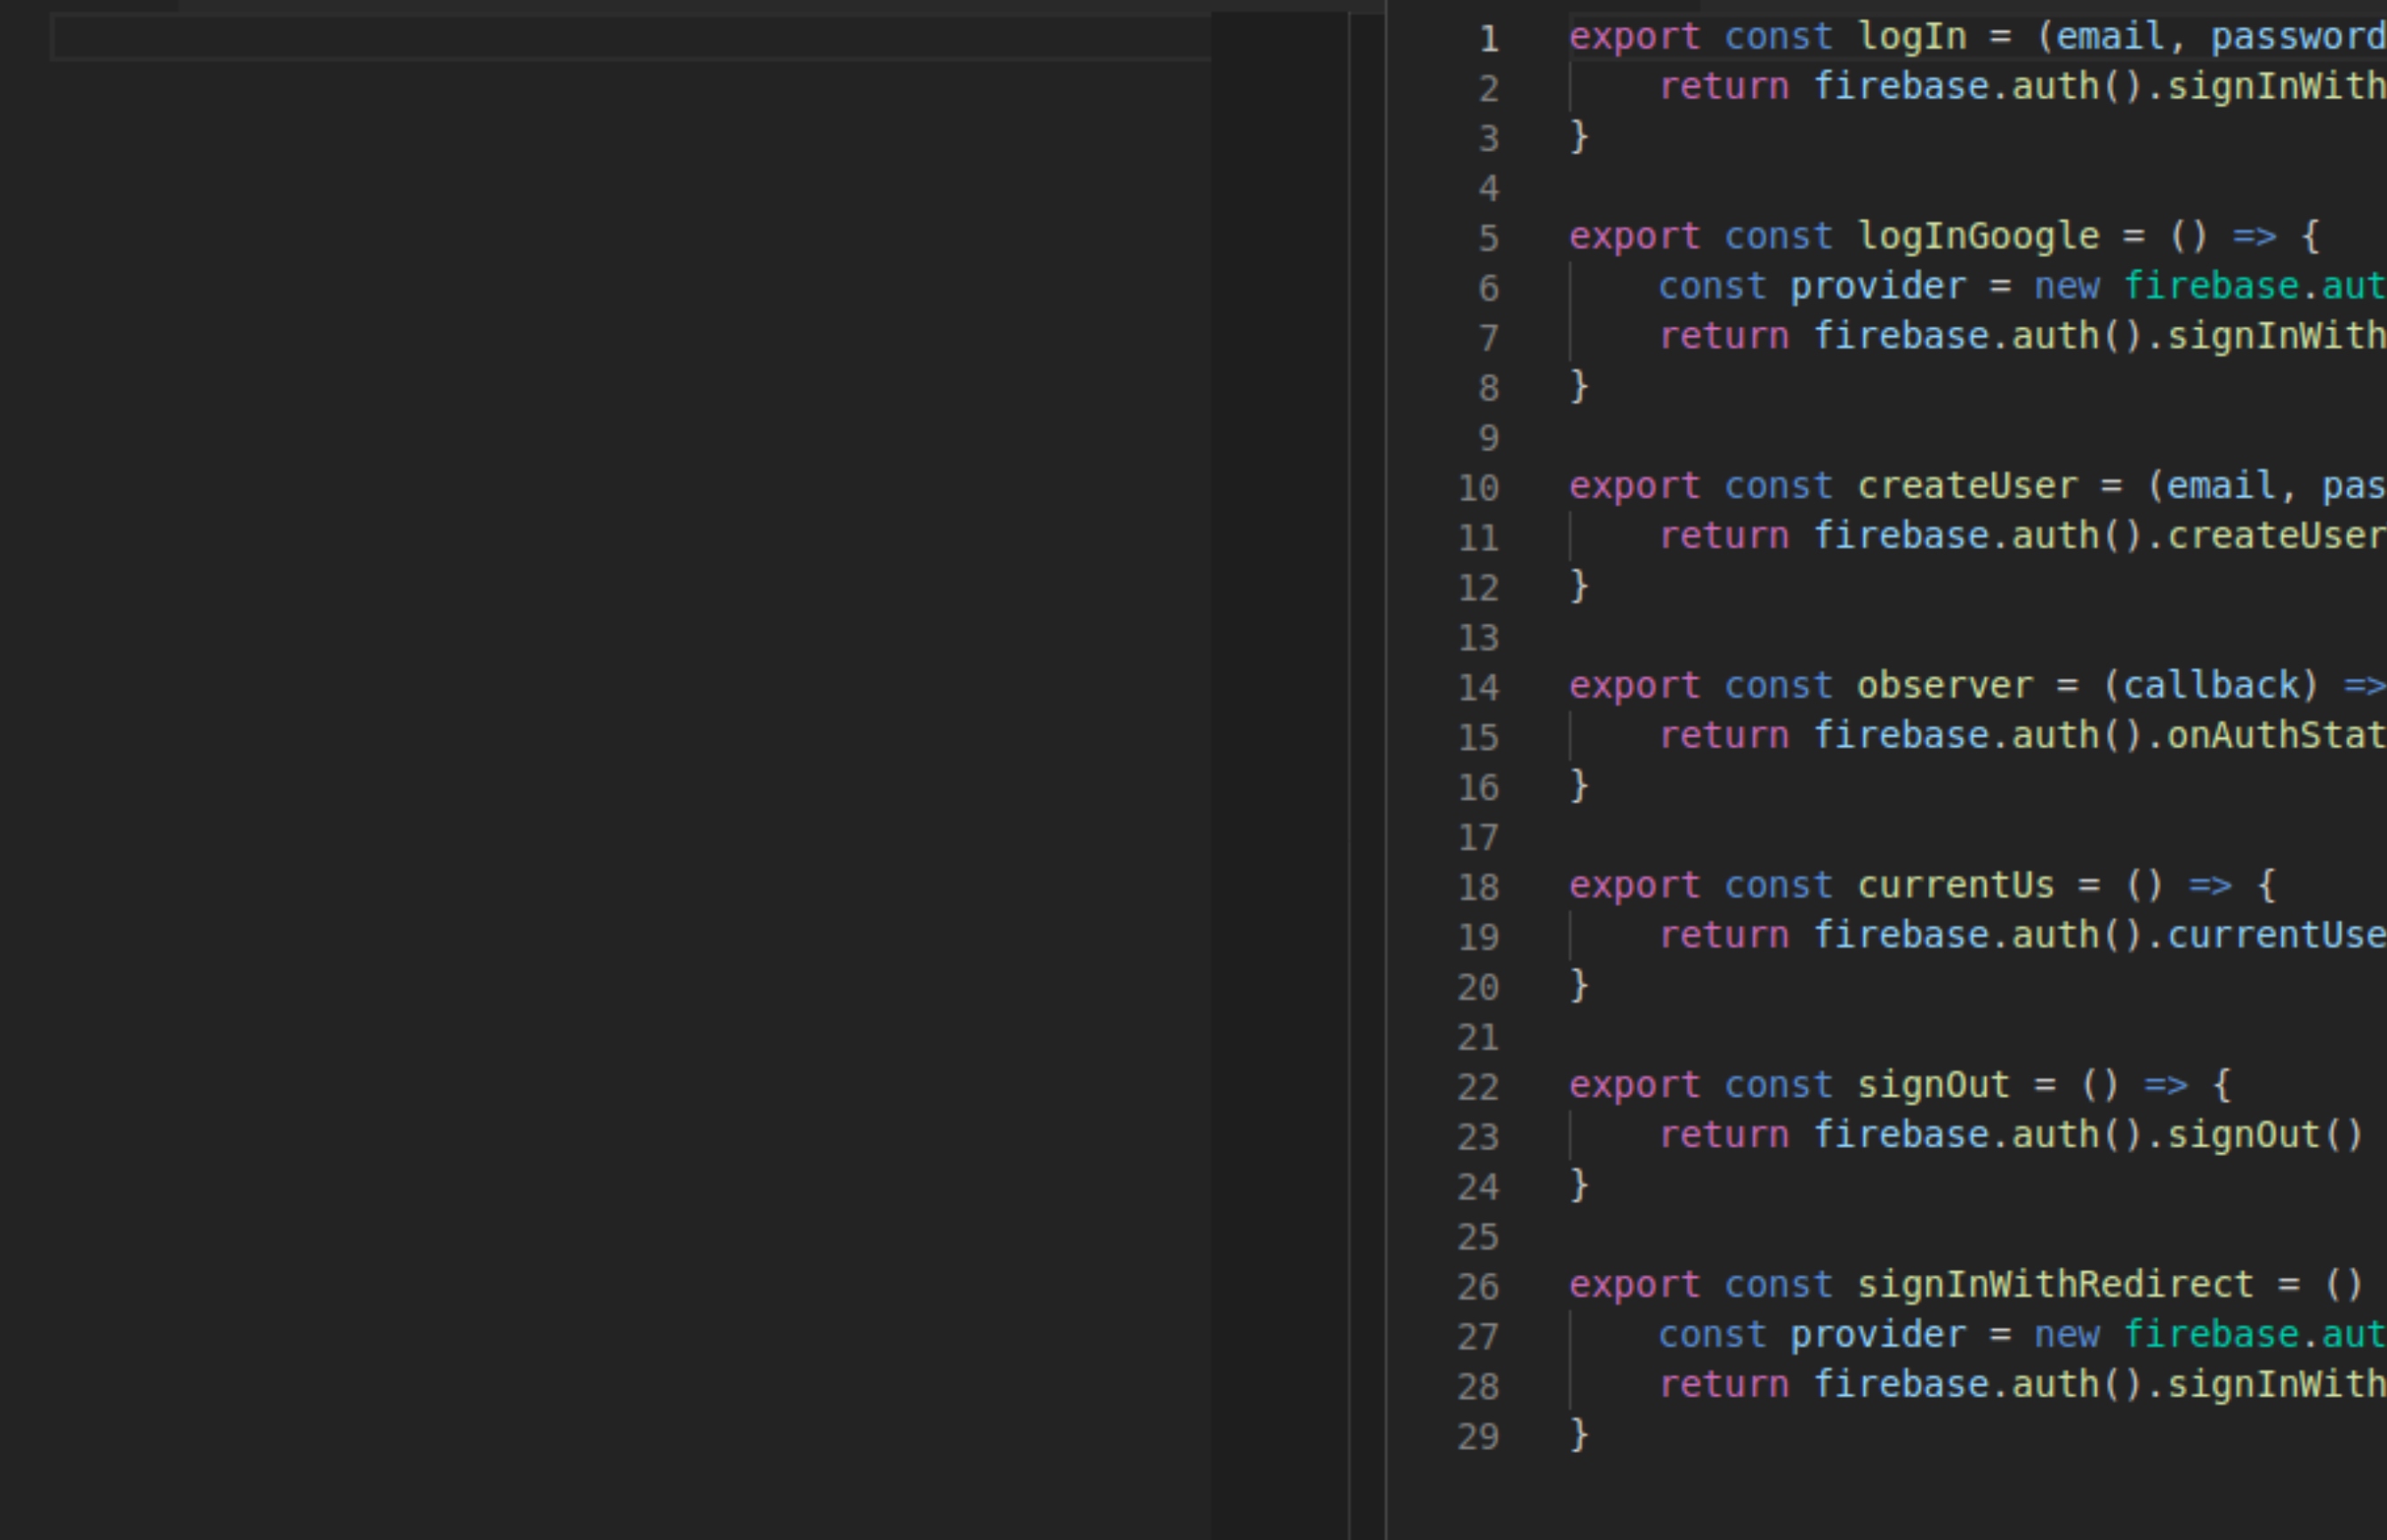 1 export const logIn = (email, password
2 return firebase.auth().signInWith
3 }
4
5 export const logInGoogle = () => {
6 const provider = new firebase.aut
7 return firebase.auth().signInWith
8 }
9
10 export const createUser = (email, pas
11 return firebase.auth().createUser
12 }
13
14 export const observer = (callback) =>
15 return firebase.auth().onAuthStat
16 }
17
18 export const currentUs = () => {
19 return firebase.auth().currentUse
20 }
21
22 export const signOut = () => {
23 return firebase.auth().signOut()
24 }
25
26 export const signInWithRedirect = ()
27 const provider = new firebase.aut
28 return firebase.auth().signInWith
29 }